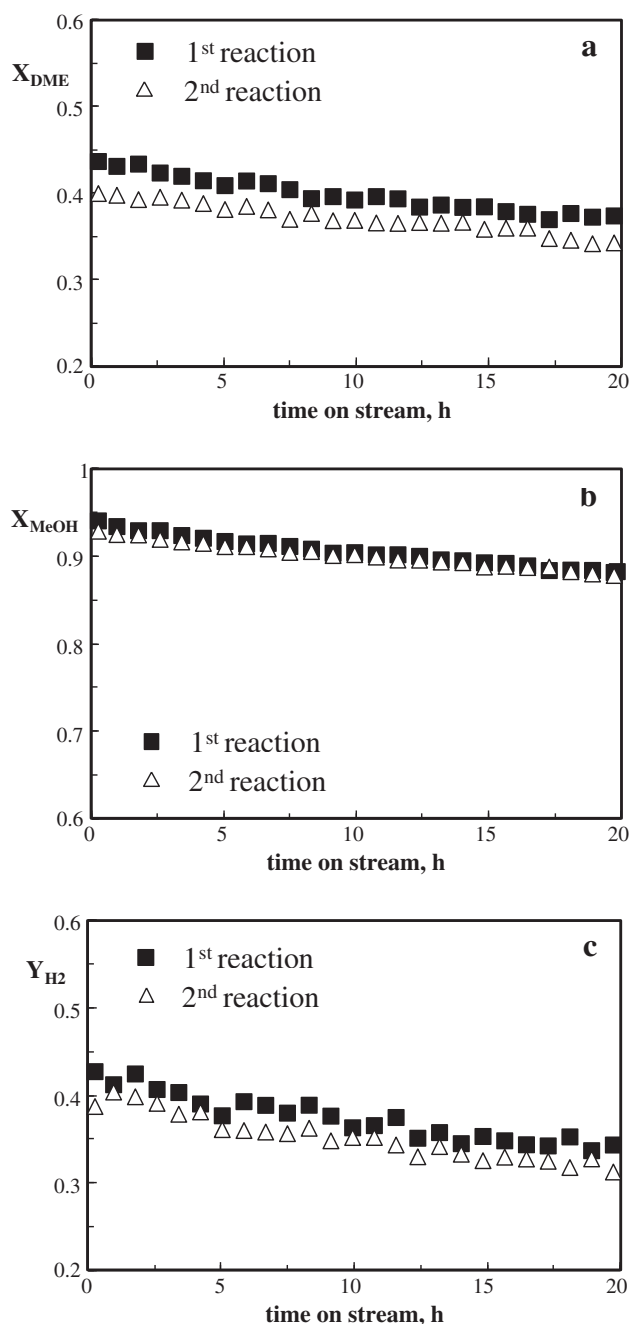 0.6
a
■ 1st reaction
X_DME
△ 2nd reaction
0.5
0.4
0.3
0.2
0 5 10 15 20
time on stream, h
1
b
X_MeOH
0.9
0.8
■ 1st reaction
0.7
△ 2nd reaction
0.6
0 5 10 15 20
time on stream, h
0.6
c
■ 1st reaction
Y_H2
△ 2nd reaction
0.5
0.4
0.3
0.2
0 5 10 15 20
time on stream, h